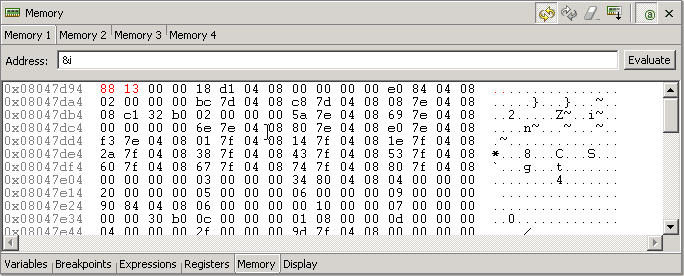 Memory
Memory 1 Memory 2 Memory 3 Memory 4
Address: &i Evaluate
0x08047d94 88 13 00 00 18 d1 04 08 00 00 00 00 e0 84 04 08 ................
0x08047da4 02 00 00 00 bc 7d 04 08 c8 7d 04 08 08 7e 04 08 .....}...}...~..
0x08047db4 08 c1 32 b0 02 00 00 00 5a 7e 04 08 69 7e 04 08 ..2.....Z~..i~..
0x08047dc4 00 00 00 00 6e 7e 04 08 80 7e 04 08 e0 7e 04 08 ....n~...~...~..
0x08047dd4 f3 7e 04 08 01 7f 04 08 14 7f 04 08 1e 7f 04 08 .~..............
0x08047de4 2a 7f 04 08 38 7f 04 08 43 7f 04 08 53 7f 04 08 *...8...C...S...
0x08047df4 60 7f 04 08 67 7f 04 08 74 7f 04 08 80 7f 04 08 `...g...t.......
0x08047e04 00 00 00 00 03 00 00 00 34 80 04 08 04 00 00 00 ........4.......
0x08047e14 20 00 00 00 05 00 00 00 06 00 00 00 09 00 00 00 ...............
0x08047e24 90 84 04 08 06 00 00 00 00 10 00 00 07 00 00 00 ................
0x08047e34 00 00 30 b0 0c 00 00 00 01 08 00 00 0d 00 00 00 ..0.............
0x08047e44 04 00 00 00 2f 00 00 00 9d 7f 04 08 00 00 00 00 ..../...........
Variables Breakpoints Expressions Registers Memory Display